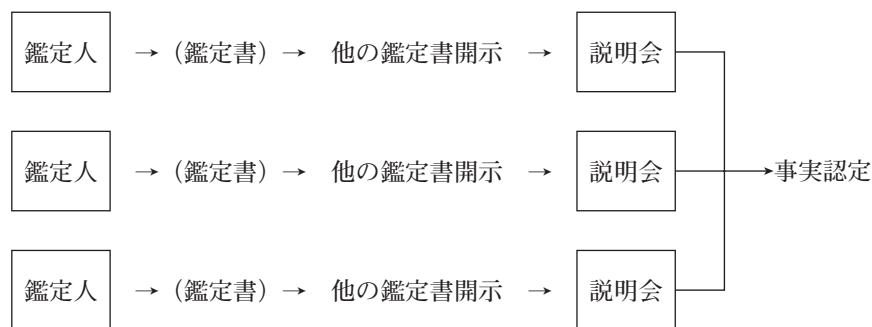 鑑定人 →（鑑定書）→ 他の鑑定書開示 → 説明会
鑑定人 →（鑑定書）→ 他の鑑定書開示 → 説明会 →事実認定
鑑定人 →（鑑定書）→ 他の鑑定書開示 → 説明会